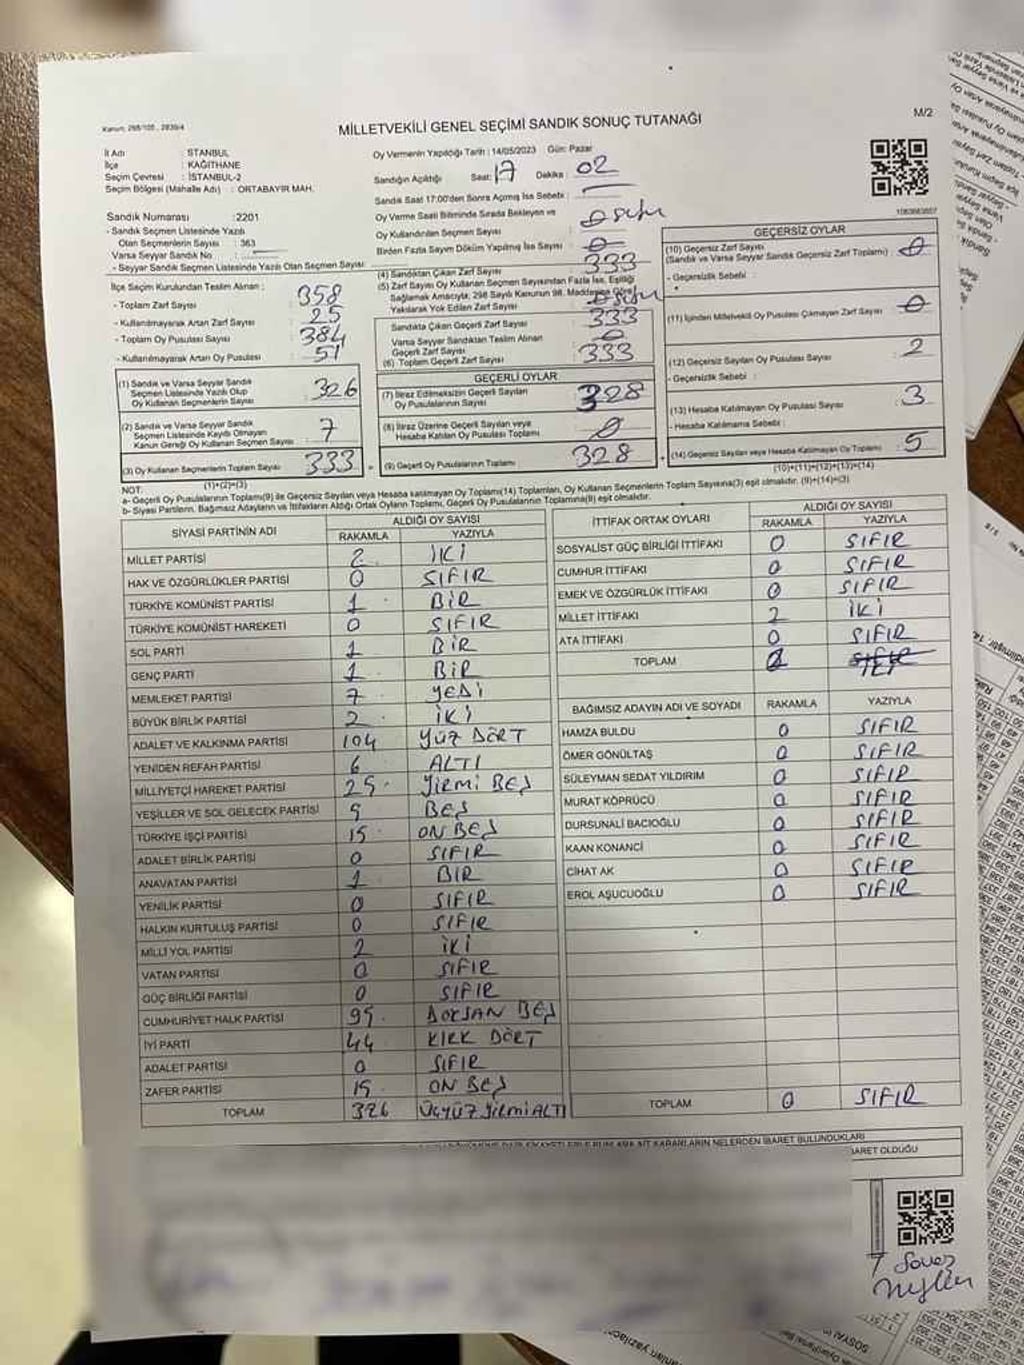 Kanun: 298/105 , 2839/4
MİLLETVEKİLİ GENEL SEÇİMİ SANDIK SONUÇ TUTANAĞI
M/2
İl Adı : STANBUL
İlçe : KAĞITHANE
Seçim Çevresi : İSTANBUL-2
Seçim Bölgesi (Mahalle Adı) : ORTABAYIR MAH.
Sandık Numarası :2201
- Sandık Seçmen Listesinde Yazılı
Olan Seçmenlerin Sayısı : 363
Varsa Seyyar Sandık No :
- Seyyar Sandık Seçmen Listesinde Yazılı Olan Seçmen Sayısı:
İlçe Seçim Kurulundan Teslim Alınan ;
- Toplam Zarf Sayısı : 358
- Kullanılmayarak Artan Zarf Sayısı : 25
- Toplam Oy Pusulası Sayısı : 384
- Kullanılmayarak Artan Oy Pusulası : 51
(1) Sandık ve Varsa Seyyar Sandık
Seçmen Listesinde Yazılı Olup
Oy Kullanan Seçmenlerin Sayısı : 326
(2) Sandık ve Varsa Seyyar Sandık
Seçmen Listesinde Kayıtlı Olmayan
Kanun Gereği Oy Kullanan Seçmen Sayısı : 7
(3) Oy Kullanan Seçmenlerin Toplam Sayısı : 333
(1)+(2)=(3)
Oy Vermenin Yapıldığı Tarih : 14/05/2023 Gün: Pazar
Sandığın Açıldığı Saat: 17 Dakika : 02
Sandık Saat 17:00'den Sonra Açılmış İse Sebebi :
Oy Verme Saati Bitiminde Sırada Bekleyen ve
Oy Kullandırılan Seçmen Sayısı : 0 sıfır
Birden Fazla Sayım Döküm Yapılmış İse Sayısı : 0
(4) Sandıktan Çıkan Zarf Sayısı : 333
(5) Zarf Sayısı Oy Kullanan Seçmen Sayısından Fazla İse, Eşitliği
Sağlamak Amacıyla; 298 Sayılı Kanunun 98. Maddesine Göre
Yakılarak Yok Edilen Zarf Sayısı : 0 sıfır
Sandıkta Çıkan Geçerli Zarf Sayısı : 333
Varsa Seyyar Sandıktan Teslim Alınan
Geçerli Zarf Sayısı : 0
(6) Toplam Geçerli Zarf Sayısı : 333
GEÇERLİ OYLAR
(7) İtiraz Edilmeksizin Geçerli Sayılan
Oy Pusulalarının Sayısı : 328
(8) İtiraz Üzerine Geçerli Sayılan veya
Hesaba Katılan Oy Pusulası Toplamı : 0
(9) Geçerli Oy Pusulalarının Toplamı : 328
GEÇERSİZ OYLAR
(10) Geçersiz Zarf Sayısı
(Sandık ve Varsa Seyyar Sandık Geçersiz Zarf Toplamı) : 0
- Geçersizlik Sebebi :
(11) İçinden Milletvekili Oy Pusulası Çıkmayan Zarf Sayısı : 0
(12) Geçersiz Sayılan Oy Pusulası Sayısı : 2
- Geçersizlik Sebebi :
(13) Hesaba Katılmayan Oy Pusulası Sayısı : 3
- Hesaba Katılmama Sebebi :
(14) Geçersiz Sayılan veya Hesaba Katılmayan Oy Toplamı : 5
(10)+(11)+(12)+(13)=(14)
NOT:
a- Geçerli Oy Pusulalarının Toplamı(9) ile Geçersiz Sayılan veya Hesaba katılmayan Oy Toplamı(14) Toplamları, Oy Kullanan Seçmenlerin Toplam Sayısına(3) eşit olmalıdır. (9)+(14)=(3)
b- Siyasi Partilerin, Bağımsız Adayların ve İttifakların Aldığı Ortak Oyların Toplamı, Geçerli Oy Pusulalarının Toplamına(9) eşit olmalıdır.
SİYASİ PARTİNİN ADI ALDIĞI OY SAYISI
RAKAMLA YAZIYLA
MİLLET PARTİSİ 2 İKİ
HAK VE ÖZGÜRLÜKLER PARTİSİ 0 SIFIR
TÜRKİYE KOMÜNİST PARTİSİ 1 BİR
TÜRKİYE KOMÜNİST HAREKETİ 0 SIFIR
SOL PARTİ 1 BİR
GENÇ PARTİ 1 BİR
MEMLEKET PARTİSİ 7 YEDİ
BÜYÜK BİRLİK PARTİSİ 2 İKİ
ADALET VE KALKINMA PARTİSİ 104 YÜZ DÖRT
YENİDEN REFAH PARTİSİ 6 ALTI
MİLLİYETÇİ HAREKET PARTİSİ 25 YİRMİ BEŞ
YEŞİLLER VE SOL GELECEK PARTİSİ 5 BEŞ
TÜRKİYE İŞÇİ PARTİSİ 15 ON BEŞ
ADALET BİRLİK PARTİSİ 0 SIFIR
ANAVATAN PARTİSİ 1 BİR
YENİLİK PARTİSİ 0 SIFIR
HALKIN KURTULUŞ PARTİSİ 0 SIFIR
MİLLİ YOL PARTİSİ 2 İKİ
VATAN PARTİSİ 0 SIFIR
GÜÇ BİRLİĞİ PARTİSİ 0 SIFIR
CUMHURİYET HALK PARTİSİ 95 DOKSAN BEŞ
İYİ PARTİ 44 KIRK DÖRT
ADALET PARTİSİ 0 SIFIR
ZAFER PARTİSİ 15 ON BEŞ
TOPLAM 326 ÜÇYÜZ YİRMİ ALTI
İTTİFAK ORTAK OYLARI ALDIĞI OY SAYISI
RAKAMLA YAZIYLA
SOSYALİST GÜÇ BİRLİĞİ İTTİFAKI 0 SIFIR
CUMHUR İTTİFAKI 0 SIFIR
EMEK VE ÖZGÜRLÜK İTTİFAKI 0 SIFIR
MİLLET İTTİFAKI 2 İKİ
ATA İTTİFAKI 0 SIFIR
TOPLAM 2
BAĞIMSIZ ADAYIN ADI VE SOYADI RAKAMLA YAZIYLA
HAMZA BULDU 0 SIFIR
ÖMER GÖNÜLTAŞ 0 SIFIR
SÜLEYMAN SEDAT YILDIRIM 0 SIFIR
MURAT KÖPRÜCÜ 0 SIFIR
DURSUNALİ BACIOĞLU 0 SIFIR
KAAN KONANCİ 0 SIFIR
CİHAT AK 0 SIFIR
EROL AŞUCUOĞLU 0 SIFIR
TOPLAM 0 SIFIR
KARARLARIN NELERDEN İBARET BULUNDUKLARI
BARET OLDUĞU